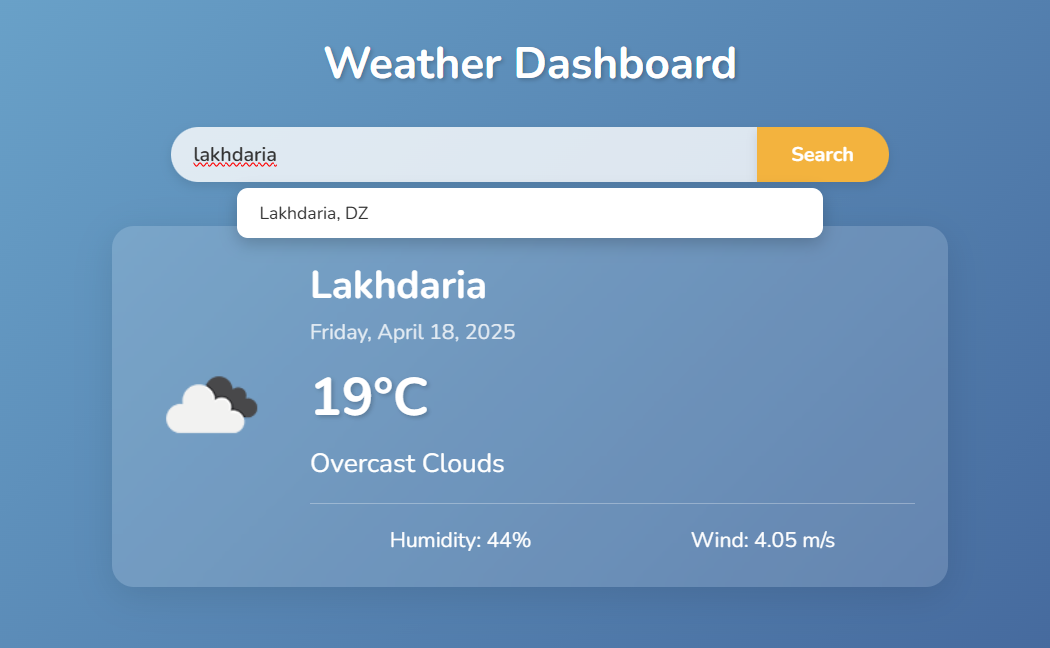 Weather Dashboard
lakhdaria
Search
Lakhdaria, DZ
Lakhdaria
Friday, April 18, 2025
19°C
Overcast Clouds
Humidity: 44% Wind: 4.05 m/s